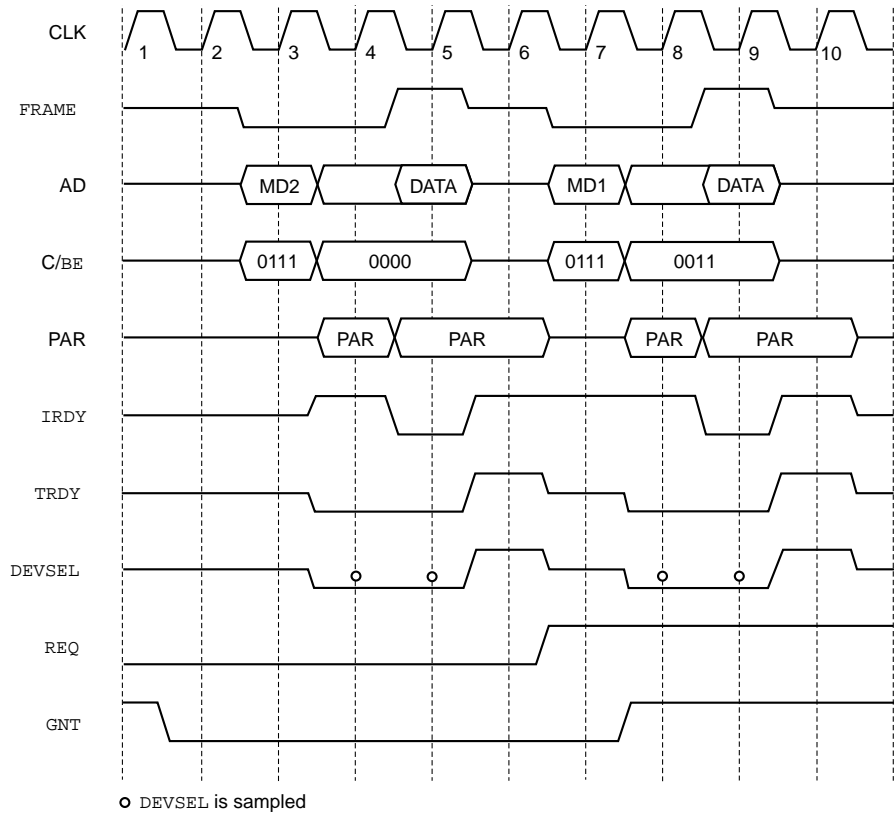 CLK 1 2 3 4 5 6 7 8 9 10
FRAME
AD MD2 DATA MD1 DATA
C/BE 0111 0000 0111 0011
PAR PAR PAR PAR PAR
IRDY
TRDY
DEVSEL
REQ
GNT
DEVSEL is sampled